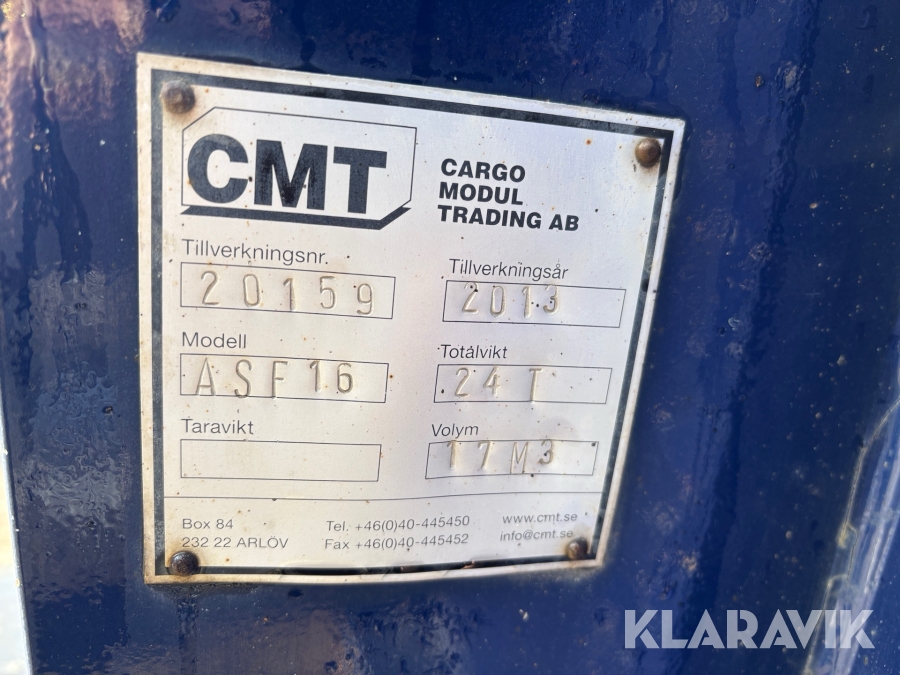 CMT
CARGO
MODUL
TRADING AB
Tillverkningsnr.
20159
Tillverkningsår
2013
Modell
ASF16
Totalvikt
24 T
Taravikt
Volym
17M3
Box 84
232 22 ARLÖV
Tel. +46(0)40-445450
Fax +46(0)40-445452
www.cmt.se
info@cmt.se
KLARAVIK